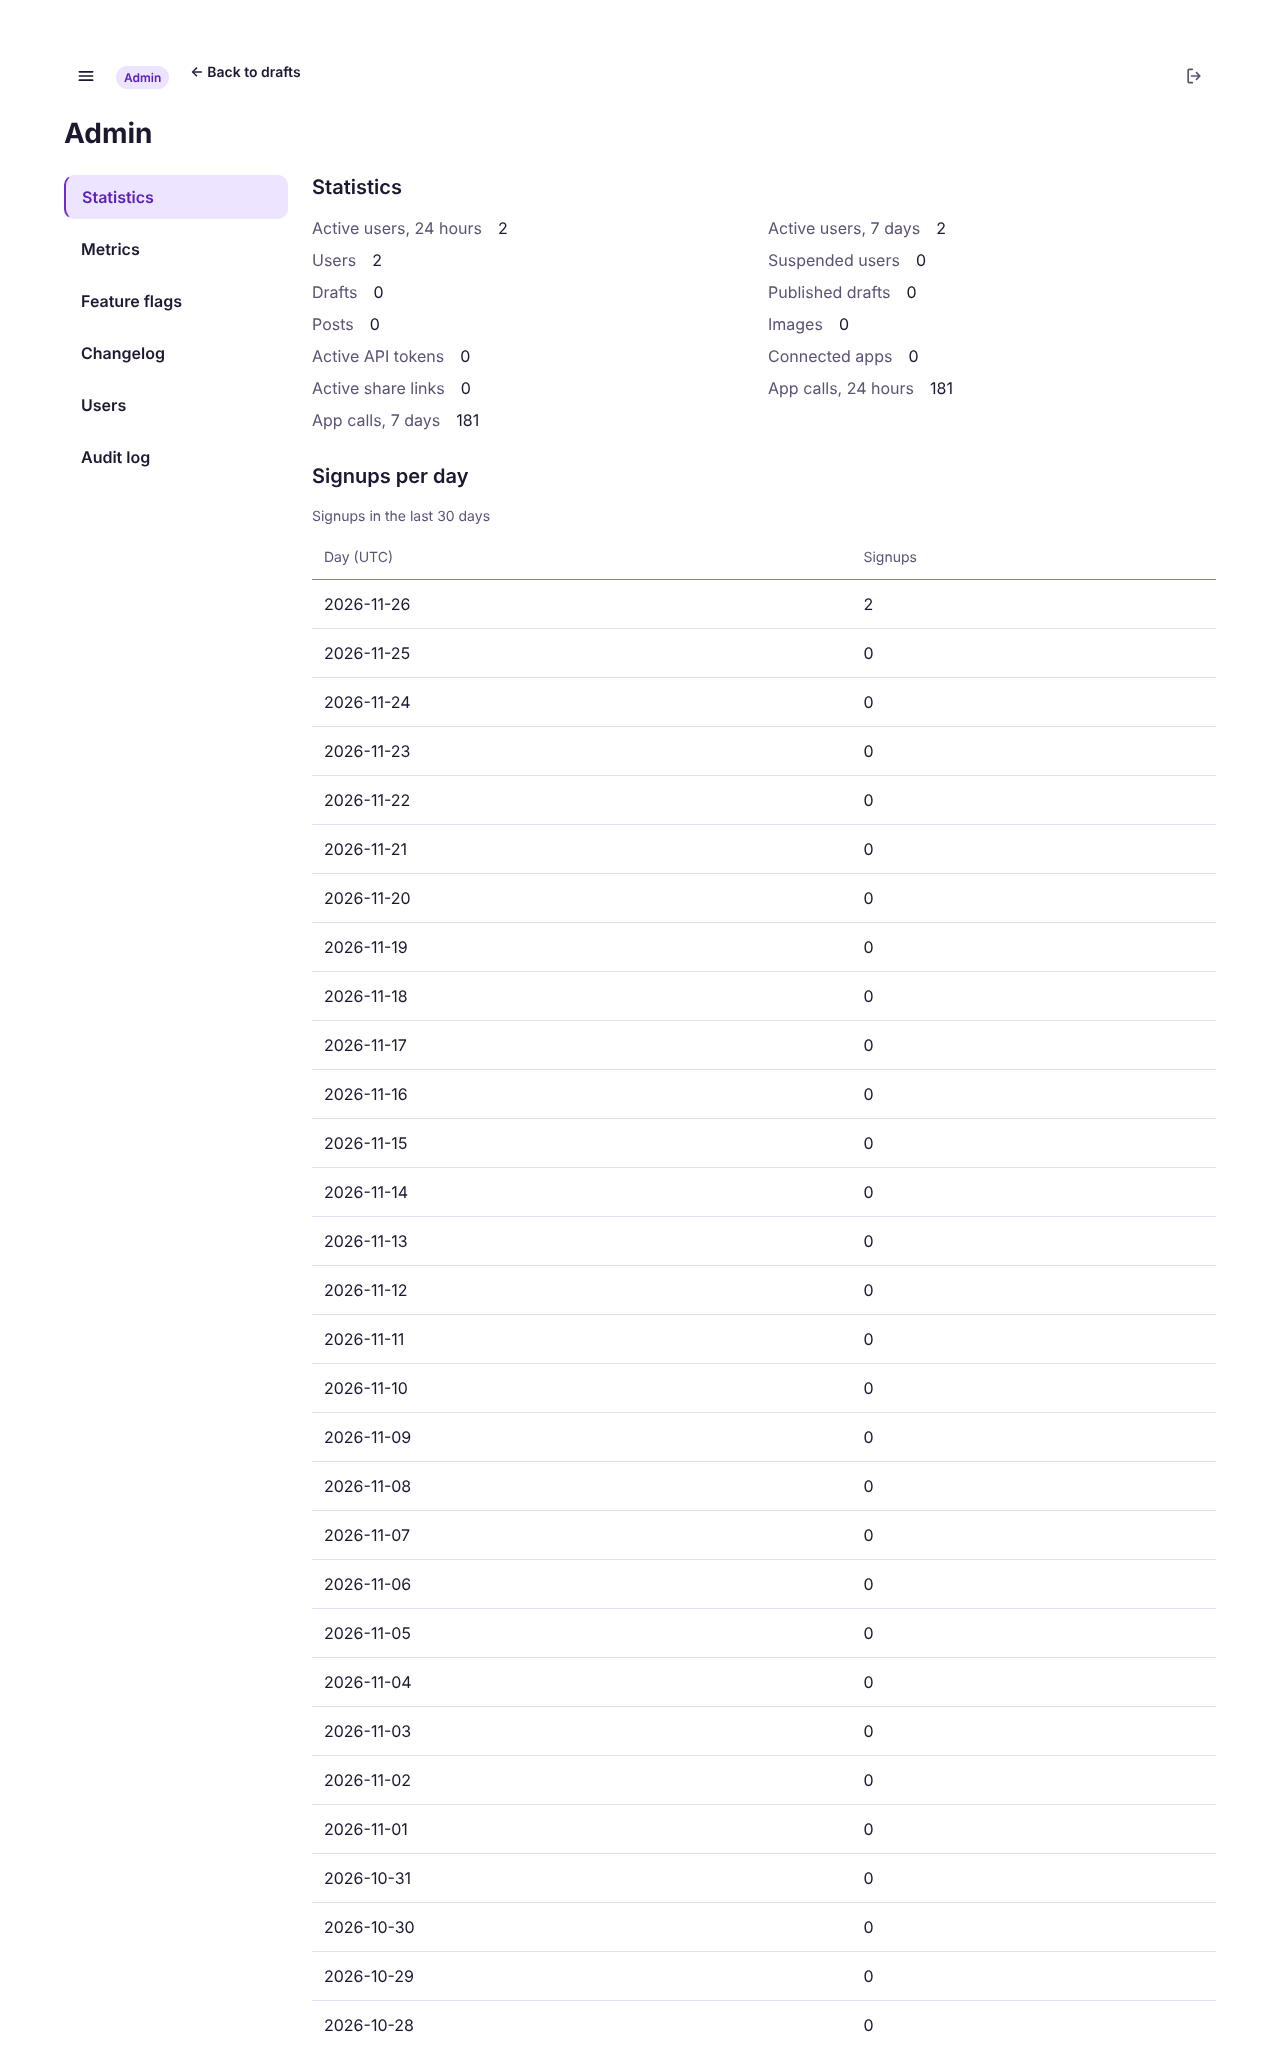 Admin
← Back to drafts
Admin
Statistics
Metrics
Feature flags
Changelog
Users
Audit log
Statistics
Active users, 24 hours 2
Active users, 7 days 2
Users 2
Suspended users 0
Drafts 0
Published drafts 0
Posts 0
Images 0
Active API tokens 0
Connected apps 0
Active share links 0
App calls, 24 hours 181
App calls, 7 days 181
Signups per day
Signups in the last 30 days
Day (UTC) Signups
2026-11-26 2
2026-11-25 0
2026-11-24 0
2026-11-23 0
2026-11-22 0
2026-11-21 0
2026-11-20 0
2026-11-19 0
2026-11-18 0
2026-11-17 0
2026-11-16 0
2026-11-15 0
2026-11-14 0
2026-11-13 0
2026-11-12 0
2026-11-11 0
2026-11-10 0
2026-11-09 0
2026-11-08 0
2026-11-07 0
2026-11-06 0
2026-11-05 0
2026-11-04 0
2026-11-03 0
2026-11-02 0
2026-11-01 0
2026-10-31 0
2026-10-30 0
2026-10-29 0
2026-10-28 0